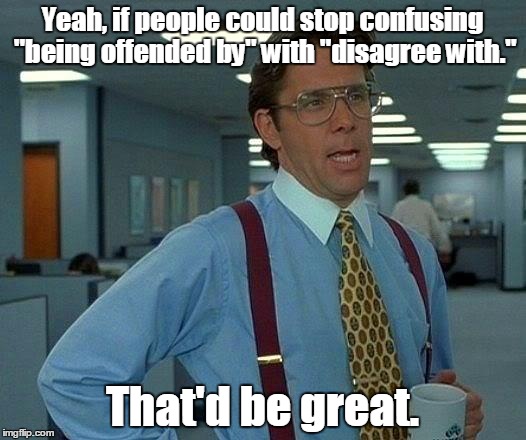 Yeah, if people could stop confusing
"being offended by" with "disagree with."
That'd be great.
imgflip.com